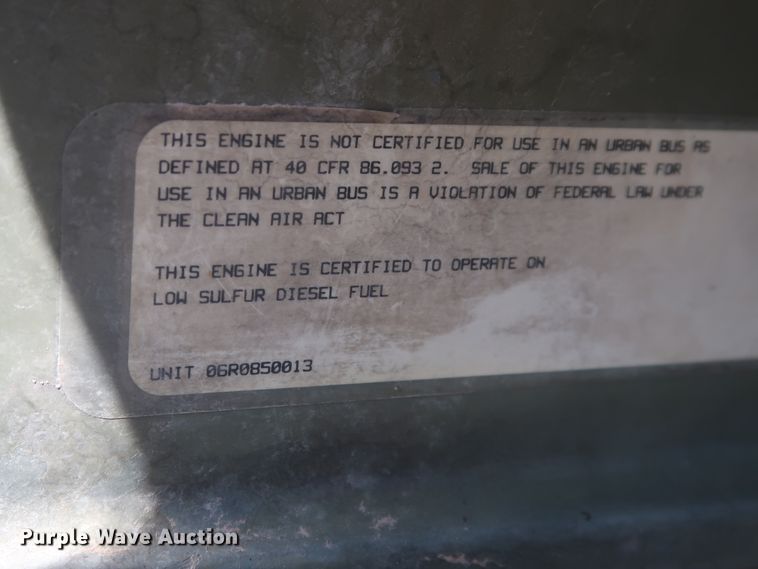 THIS ENGINE IS NOT CERTIFIED FOR USE IN AN URBAN BUS AS
DEFINED AT 40 CFR 86.093 2. SALE OF THIS ENGINE FOR
USE IN AN URBAN BUS IS A VIOLATION OF FEDERAL LAW UNDER
THE CLEAN AIR ACT
THIS ENGINE IS CERTIFIED TO OPERATE ON
LOW SULFUR DIESEL FUEL
UNIT 06R0850013
Purple Wave Auction®